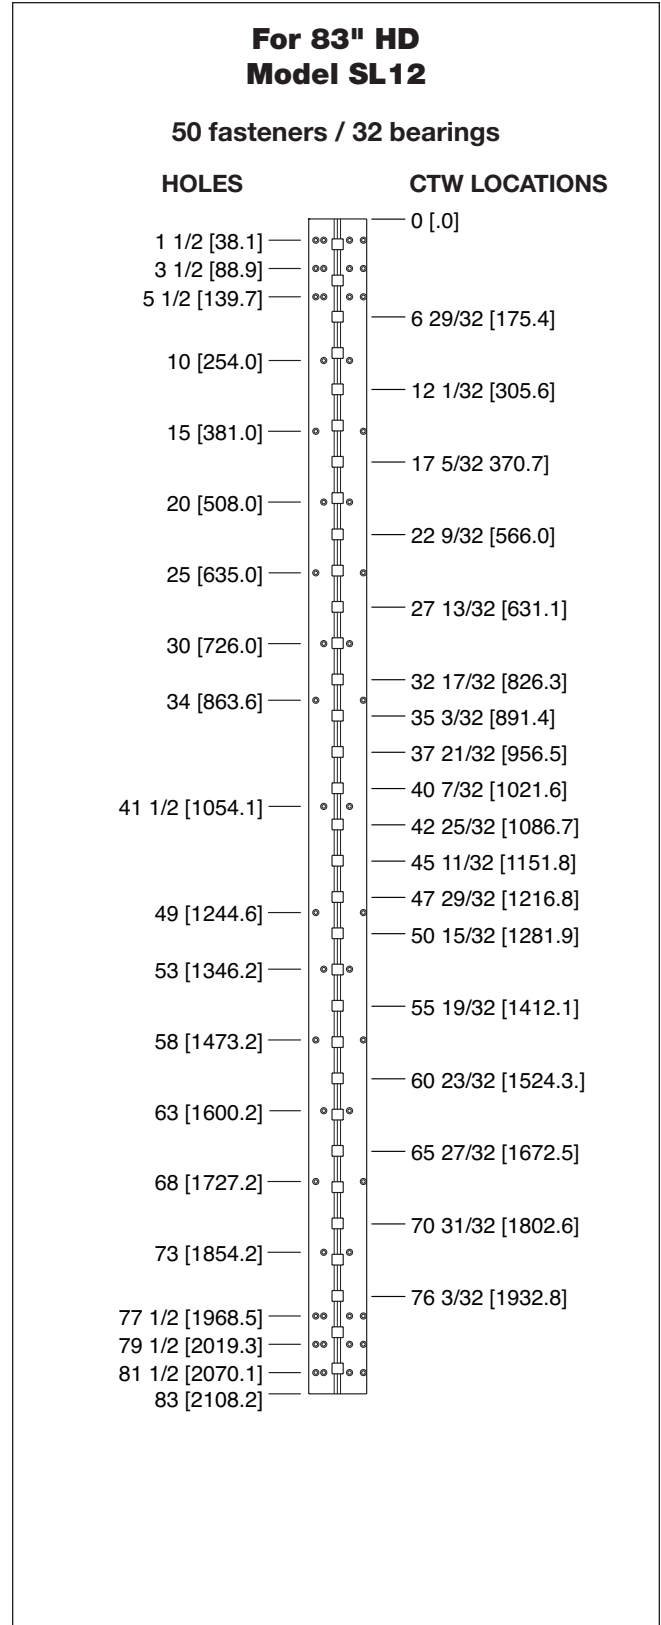 For 83" HD
Model SL12
50 fasteners / 32 bearings
HOLES
1 1/2 [38.1]
3 1/2 [88.9]
5 1/2 [139.7]
10 [254.0]
15 [381.0]
20 [508.0]
25 [635.0]
30 [726.0]
34 [863.6]
41 1/2 [1054.1]
49 [1244.6]
53 [1346.2]
58 [1473.2]
63 [1600.2]
68 [1727.2]
73 [1854.2]
77 1/2 [1968.5]
79 1/2 [2019.3]
81 1/2 [2070.1]
83 [2108.2]
CTW LOCATIONS
0 [.0]
6 29/32 [175.4]
12 1/32 [305.6]
17 5/32 370.7]
22 9/32 [566.0]
27 13/32 [631.1]
32 17/32 [826.3]
35 3/32 [891.4]
37 21/32 [956.5]
40 7/32 [1021.6]
42 25/32 [1086.7]
45 11/32 [1151.8]
47 29/32 [1216.8]
50 15/32 [1281.9]
55 19/32 [1412.1]
60 23/32 [1524.3.]
65 27/32 [1672.5]
70 31/32 [1802.6]
76 3/32 [1932.8]